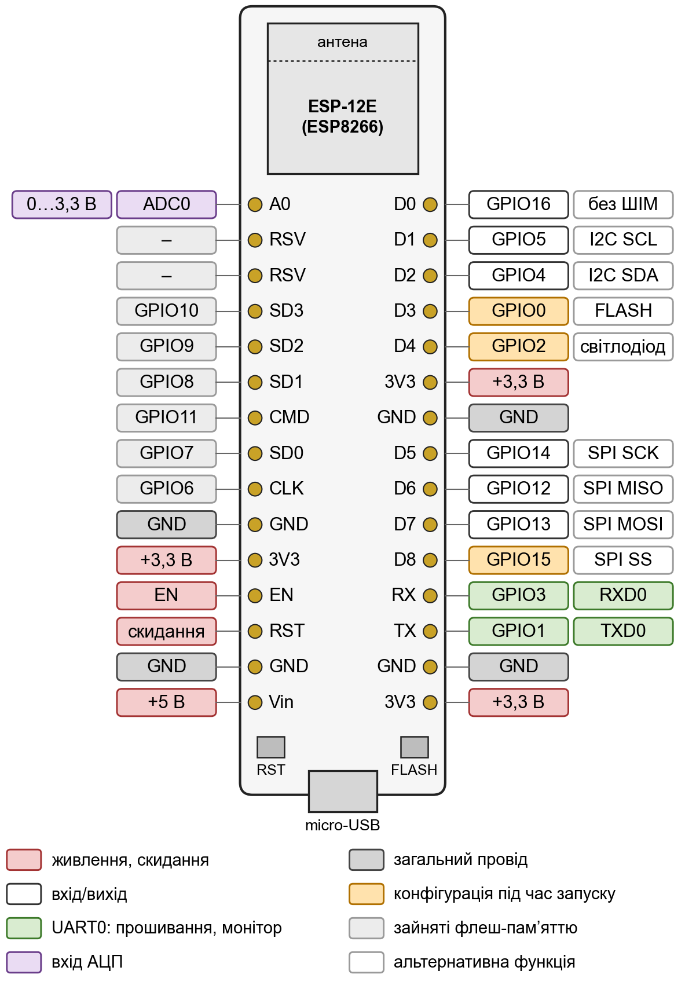 антена
ESP-12E
(ESP8266)
0…3,3 В ADC0 A0 D0 GPIO16 без ШІМ
– RSV D1 GPIO5 I2C SCL
– RSV D2 GPIO4 I2C SDA
GPIO10 SD3 D3 GPIO0 FLASH
GPIO9 SD2 D4 GPIO2 світлодіод
GPIO8 SD1 3V3 +3,3 В
GPIO11 CMD GND GND
GPIO7 SD0 D5 GPIO14 SPI SCK
GPIO6 CLK D6 GPIO12 SPI MISO
GND GND D7 GPIO13 SPI MOSI
+3,3 В 3V3 D8 GPIO15 SPI SS
EN EN RX GPIO3 RXD0
скидання RST TX GPIO1 TXD0
GND GND GND GND
+5 В Vin 3V3 +3,3 В
RST FLASH
micro-USB
живлення, скидання загальний провід
вхід/вихід конфігурація під час запуску
UART0: прошивання, монітор зайняті флеш-пам’яттю
вхід АЦП альтернативна функція